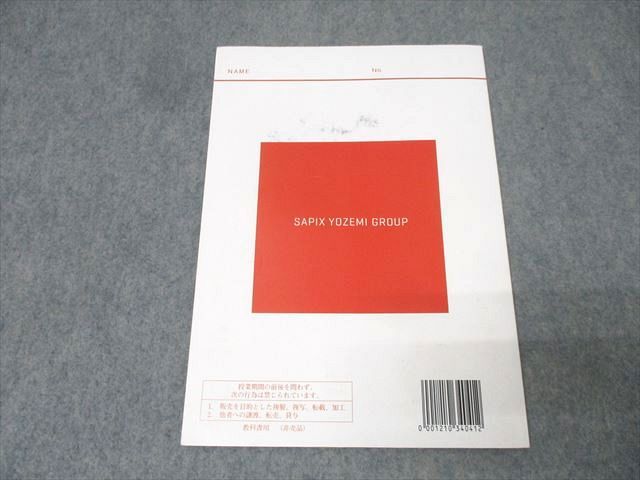 NAME No.
SAPIX YOZEMI GROUP
授業期間の前後を問わず、
次の行為は禁じられています。
1. 販売を目的とした複製、複写、転載、加工
2. 他者への譲渡、転売、貸与
教科書用 (非売品)
0 001210 340412